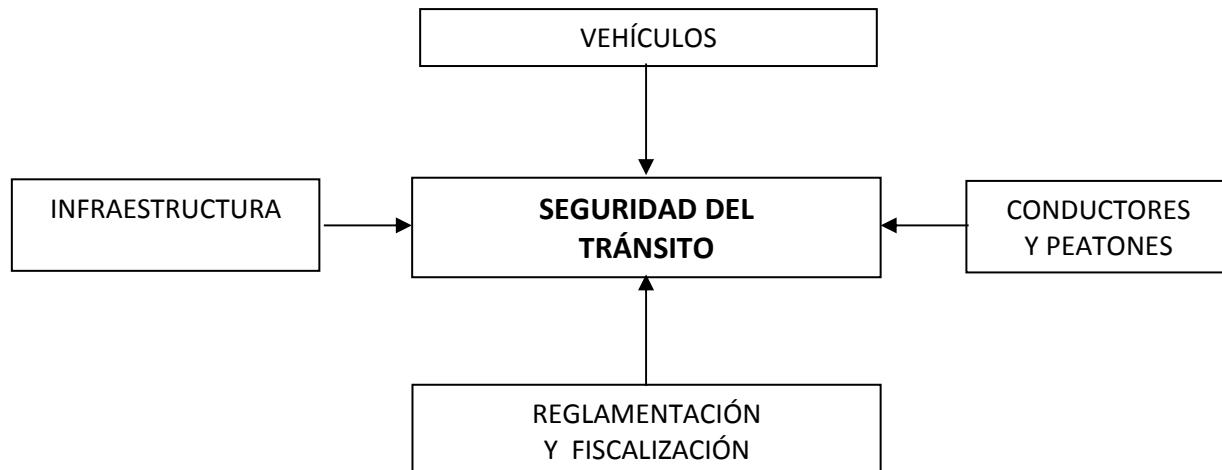 VEHÍCULOS
INFRAESTRUCTURA
SEGURIDAD DEL
TRÁNSITO
CONDUCTORES
Y PEATONES
REGLAMENTACIÓN
Y FISCALIZACIÓN